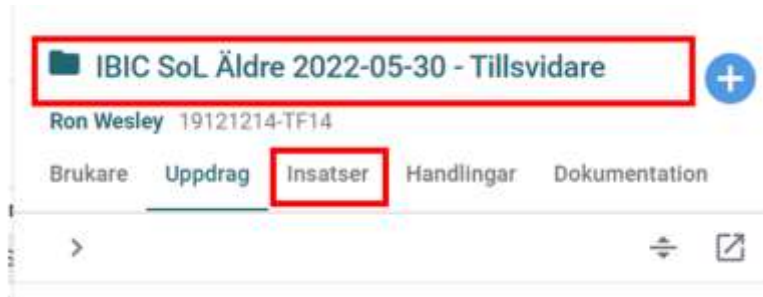 IBIC SoL Äldre 2022-05-30 - Tillsvidare
Ron Wesley 19121214-TF14
Brukare Uppdrag Insatser Handlingar Dokumentation